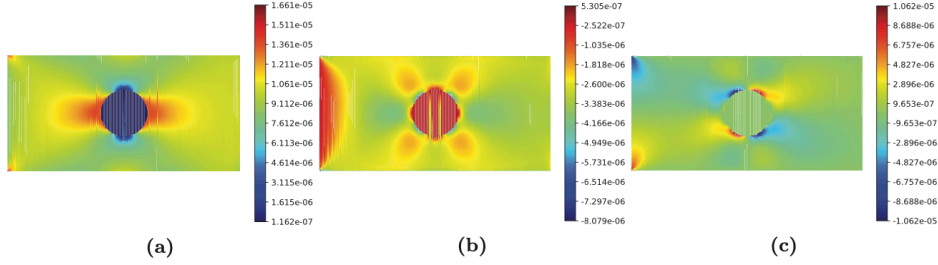 1.661e-05
1.511e-05
1.361e-05
1.211e-05
1.061e-05
9.112e-06
7.612e-06
6.113e-06
4.614e-06
3.115e-06
1.615e-06
1.162e-07
(a)
5.305e-07
-2.522e-07
-1.035e-06
-1.818e-06
-2.600e-06
-3.383e-06
-4.166e-06
-4.949e-06
-5.731e-06
-6.514e-06
-7.297e-06
-8.079e-06
(b)
1.062e-05
8.688e-06
6.757e-06
4.827e-06
2.896e-06
9.653e-07
-9.653e-07
-2.896e-06
-4.827e-06
-6.757e-06
-8.688e-06
-1.062e-05
(c)